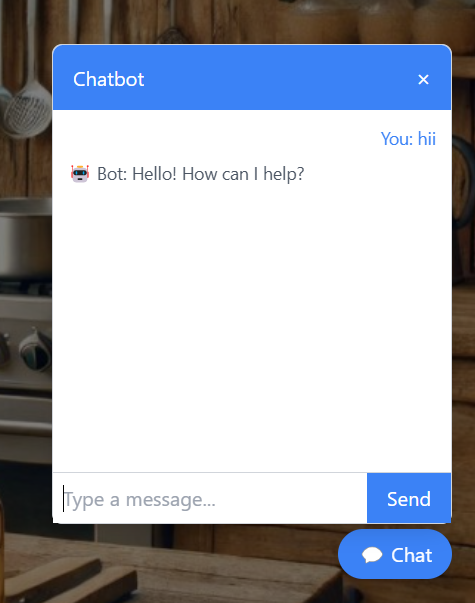 Chatbot ×
You: hii
🤖 Bot: Hello! How can I help?
Type a message...
Send
Chat